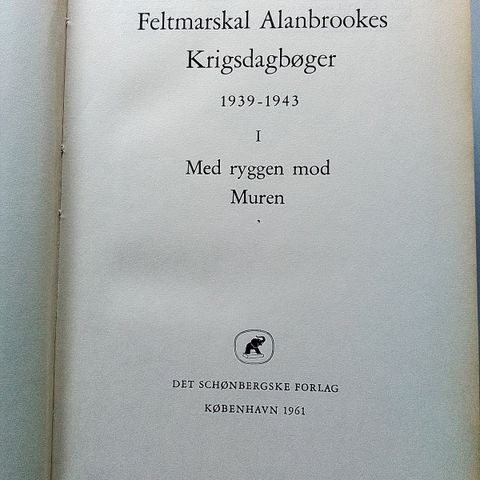 Feltmarskal Alanbrookes
Krigsdagbøger
1939-1943
I
Med ryggen mod
Muren
DET SCHØNBERGSKE FORLAG
KØBENHAVN 1961